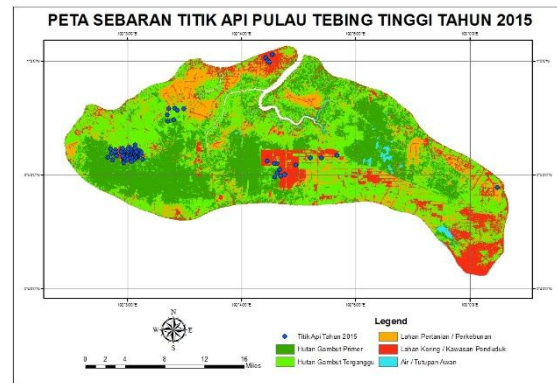 PETA SEBARAN TITIK API PULAU TEBING TINGGI TAHUN 2015
N
W E
S
0 2 4 8 12 16
Miles
Legend
Titik Api Tahun 2015
Hutan Gambut Primer
Hutan Gambut Terganggu
Lahan Pertanian / Perkebunan
Lahan Kering / Kawasan Penduduk
Air / Tutupan Awan